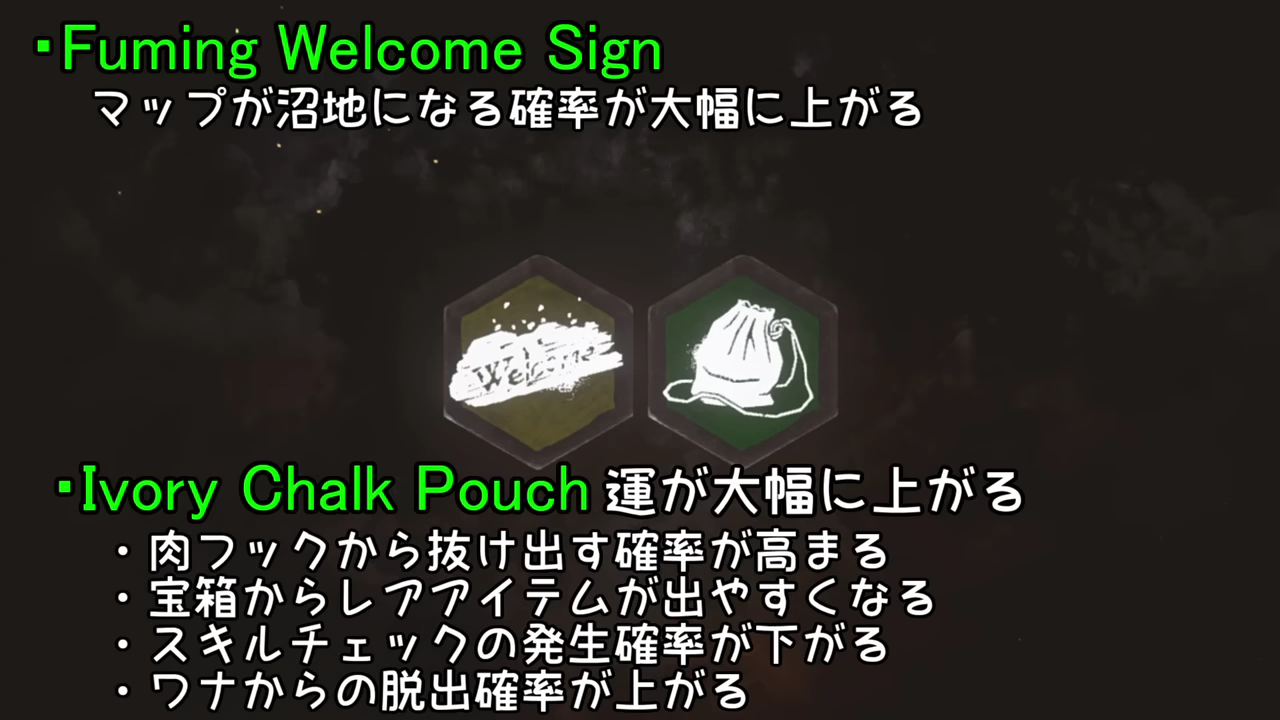 ・Fuming Welcome Sign
マップが沼地になる確率が大幅に上がる
Welcome
・Ivory Chalk Pouch 運が大幅に上がる
・肉フックから抜け出す確率が高まる
・宝箱からレアアイテムが出やすくなる
・スキルチェックの発生確率が下がる
・ワナからの脱出確率が上がる